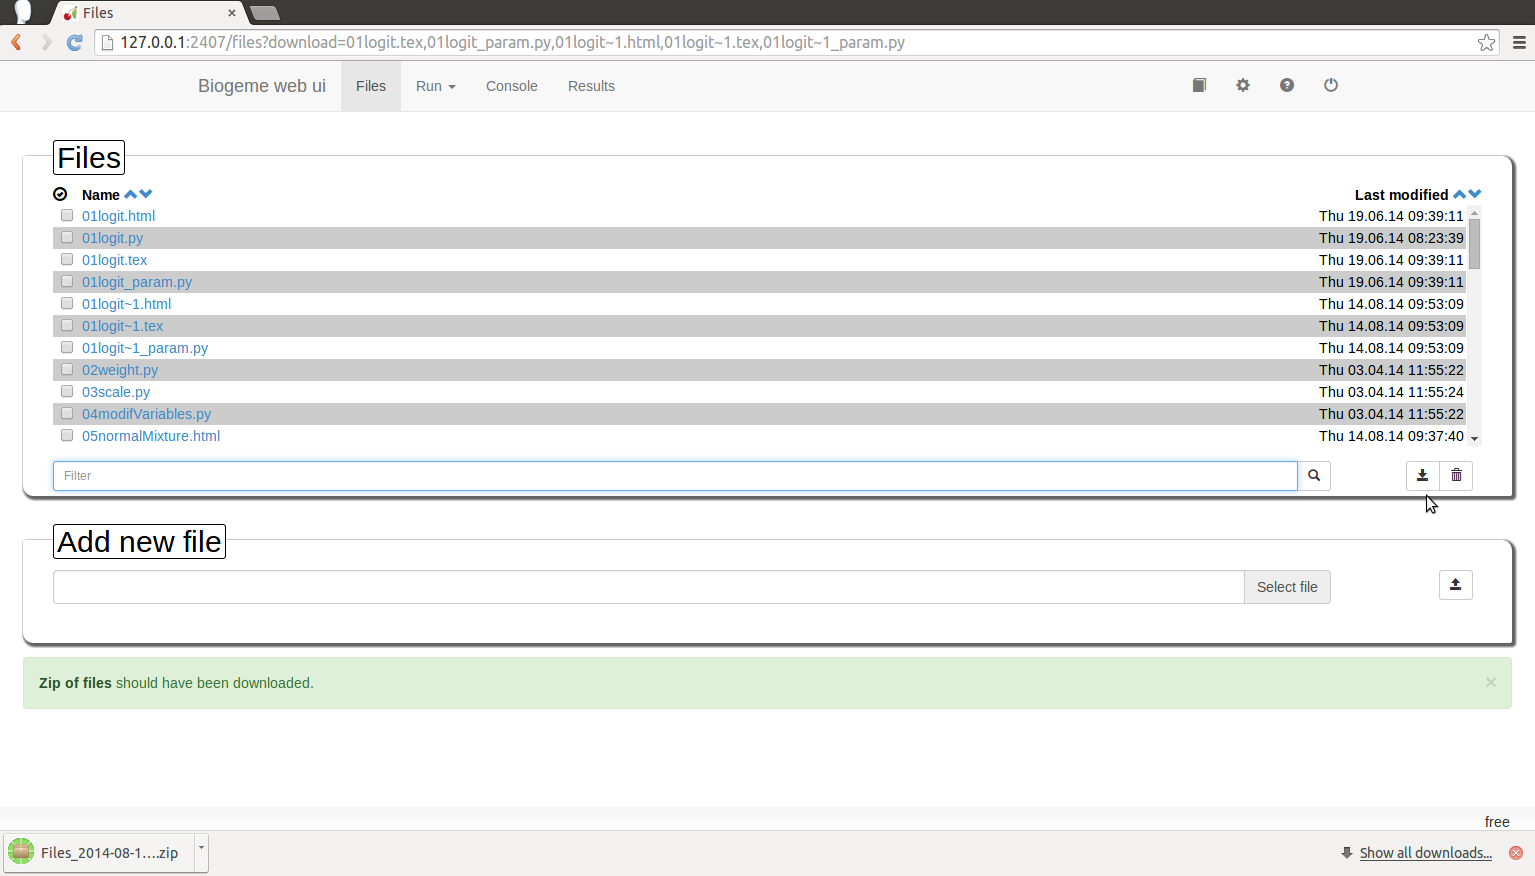 Files
127.0.0.1:2407/files?download=01logit.tex,01logit_param.py,01logit~1.html,01logit~1.tex,01logit~1_param.py
Biogeme web ui Files Run Console Results
Files
Name Last modified
01logit.html Thu 19.06.14 09:39:11
01logit.py Thu 19.06.14 08:23:39
01logit.tex Thu 19.06.14 09:39:11
01logit_param.py Thu 19.06.14 09:39:11
01logit~1.html Thu 14.08.14 09:53:09
01logit~1.tex Thu 14.08.14 09:53:09
01logit~1_param.py Thu 14.08.14 09:53:09
02weight.py Thu 03.04.14 11:55:22
03scale.py Thu 03.04.14 11:55:24
04modifVariables.py Thu 03.04.14 11:55:22
05normalMixture.html Thu 14.08.14 09:37:40
Filter
Add new file
Select file
Zip of files should have been downloaded.
free
Files_2014-08-1....zip Show all downloads...